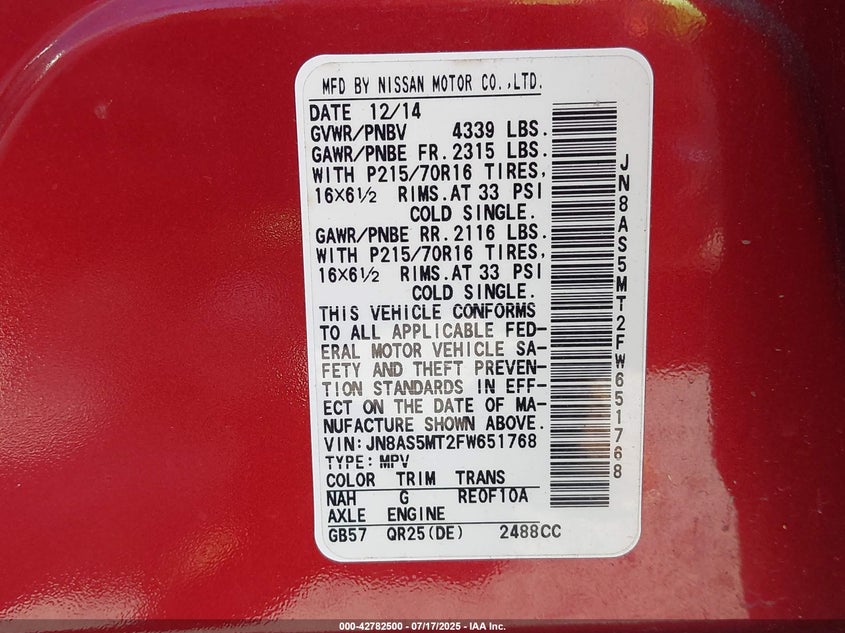 MFD BY NISSAN MOTOR CO.,LTD.
DATE 12/14
GVWR/PNBV 4339 LBS.
GAWR/PNBE FR. 2315 LBS.
WITH P215/70R16 TIRES,
16×6½ RIMS. AT 33 PSI
COLD SINGLE.
GAWR/PNBE RR. 2116 LBS.
WITH P215/70R16 TIRES,
16×6½ RIMS. AT 33 PSI
COLD SINGLE.
THIS VEHICLE CONFORMS
TO ALL APPLICABLE FED-
ERAL MOTOR VEHICLE SA-
FETY AND THEFT PREVEN-
TION STANDARDS IN EFF-
ECT ON THE DATE OF MA-
NUFACTURE SHOWN ABOVE.
VIN:JN8AS5MT2FW651768
TYPE:MPV
COLOR TRIM TRANS
NAH G RE0F10A
AXLE ENGINE
GB57 QR25(DE) 2488CC
JN8AS5MT2FW651768
000-42782500 - 07/17/2025 - IAA Inc.